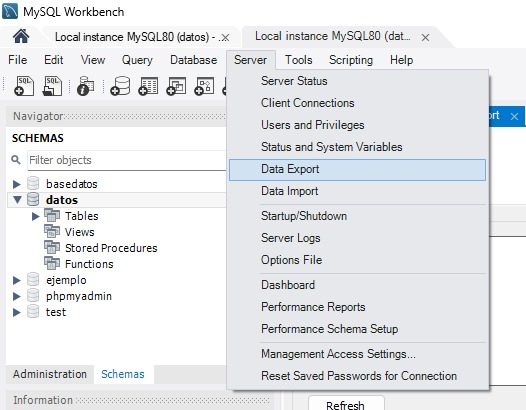 MySQL Workbench
Local instance MySQL80 (datos) - ... × Local instance MySQL80 (dat... ×
File Edit View Query Database Server Tools Scripting Help
SQL SQL
Navigator
SCHEMAS
Filter objects
basedatos
datos
Tables
Views
Stored Procedures
Functions
ejemplo
phpmyadmin
test
Administration Schemas
Information
Server Status
Client Connections
Users and Privileges
Status and System Variables
Data Export
Data Import
Startup/Shutdown
Server Logs
Options File
Dashboard
Performance Reports
Performance Schema Setup
Management Access Settings...
Reset Saved Passwords for Connection
ort ×
Refresh